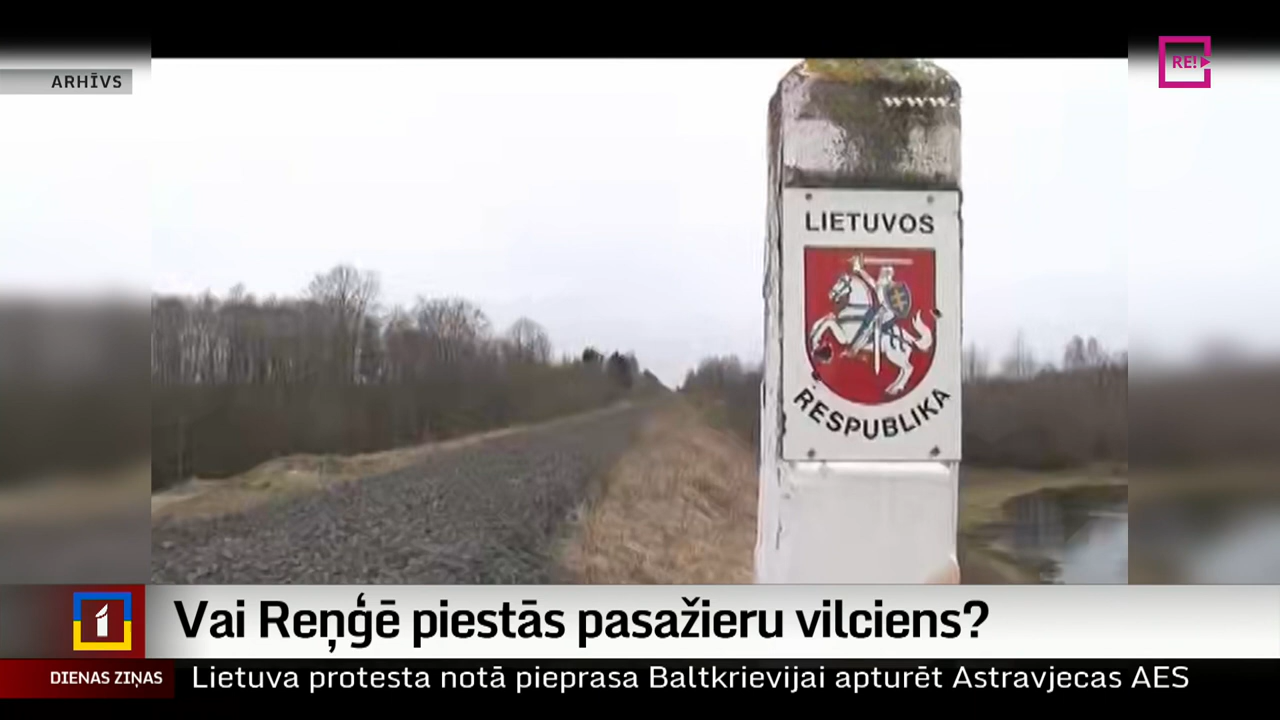 ARHĪVS
RE!
www.
LIETUVOS
RESPUBLIKA
1
Vai Reņģē piestās pasažieru vilciens?
DIENAS ZIŅAS
Lietuva protesta notā pieprasa Baltkrievijai apturēt Astravjecas AES